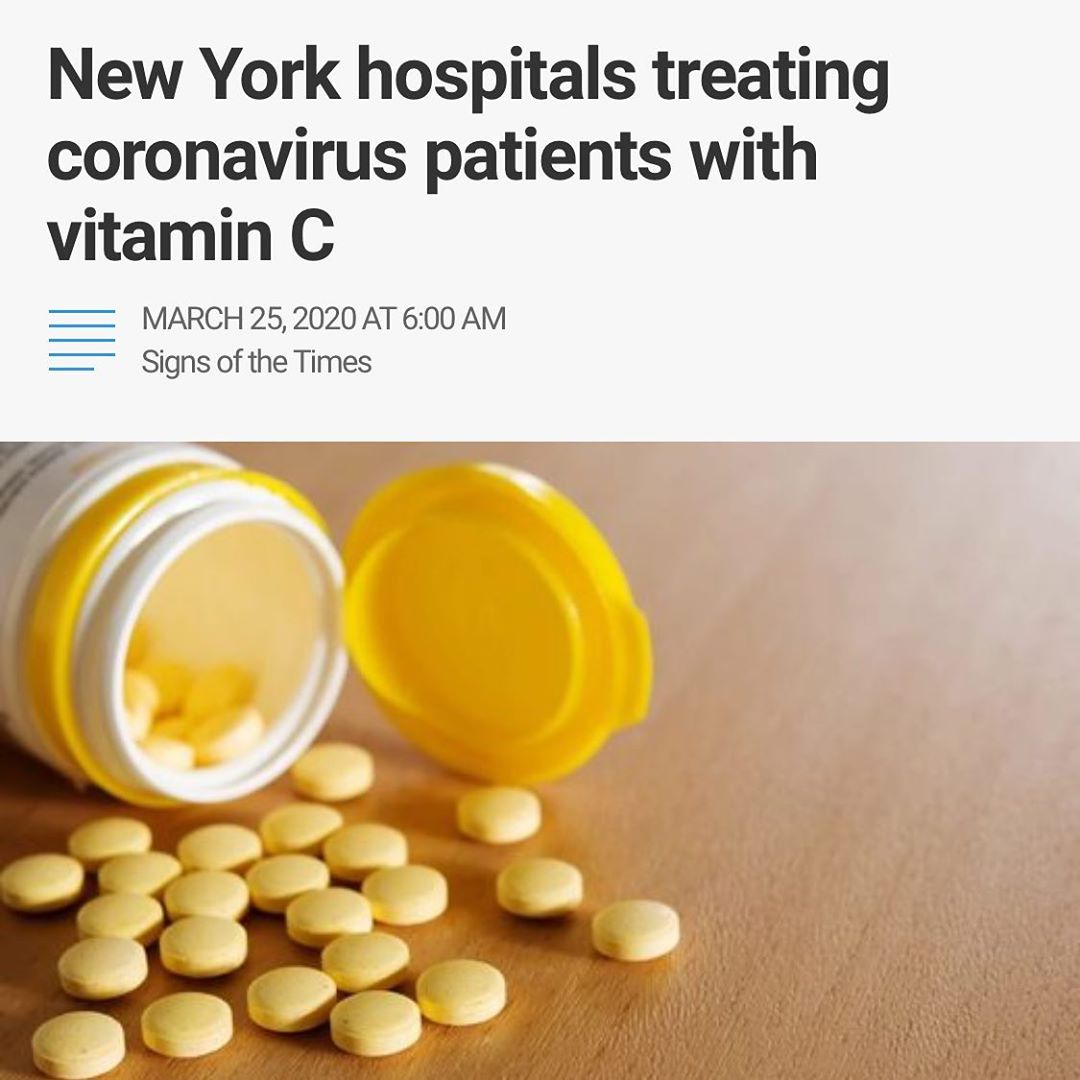 New York hospitals treating
coronavirus patients with
vitamin C
MARCH 25, 2020 AT 6:00 AM
Signs of the Times